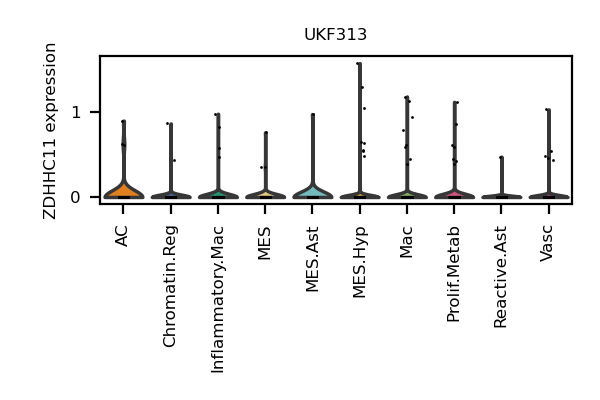 UKF313
ZDHHC11 expression
1
0
AC
Chromatin.Reg
Inflammatory.Mac
MES
MES.Ast
MES.Hyp
Mac
Prolif.Metab
Reactive.Ast
Vasc